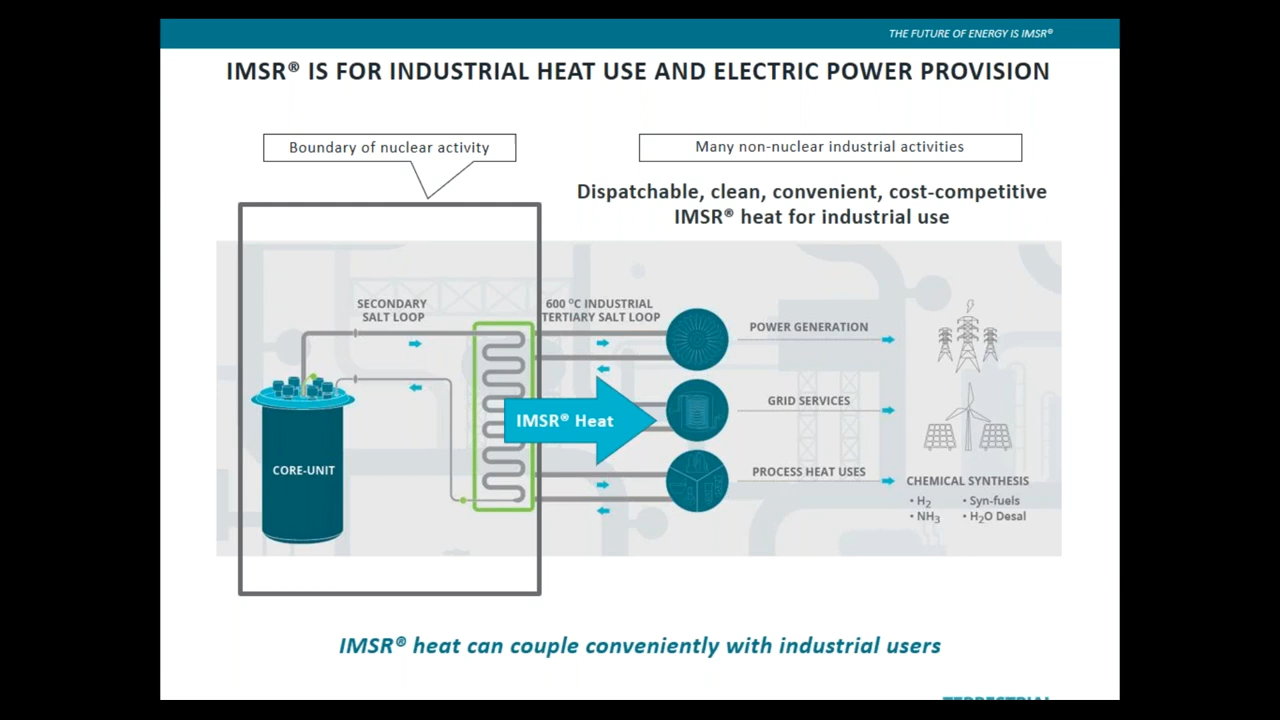 THE FUTURE OF ENERGY IS IMSR®
IMSR® IS FOR INDUSTRIAL HEAT USE AND ELECTRIC POWER PROVISION
Boundary of nuclear activity
Many non-nuclear industrial activities
Dispatchable, clean, convenient, cost-competitive
IMSR® heat for industrial use
SECONDARY
SALT LOOP
600 ºC INDUSTRIAL
TERTIARY SALT LOOP
POWER GENERATION
GRID SERVICES
IMSR® Heat
CORE-UNIT
PROCESS HEAT USES
CHEMICAL SYNTHESIS
• H₂
• Syn-fuels
• NH₃
• H₂O Desal
IMSR® heat can couple conveniently with industrial users
TERRESTRIAL